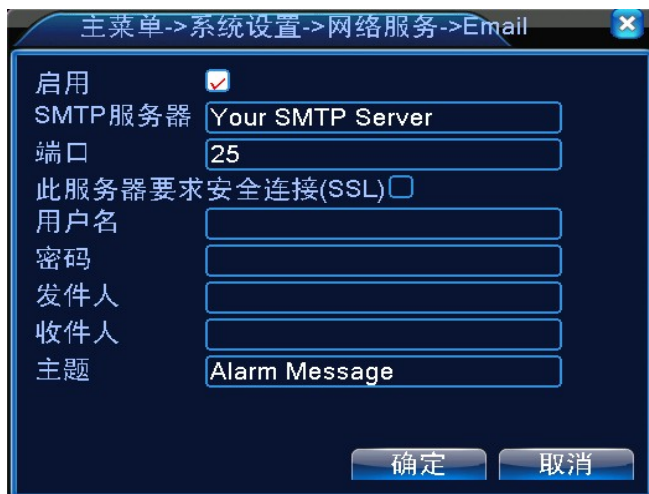 主菜单->系统设置->网络服务->Email
启用
SMTP服务器 Your SMTP Server
端口 25
此服务器要求安全连接(SSL)
用户名
密码
发件人
收件人
主题 Alarm Message
确定 取消